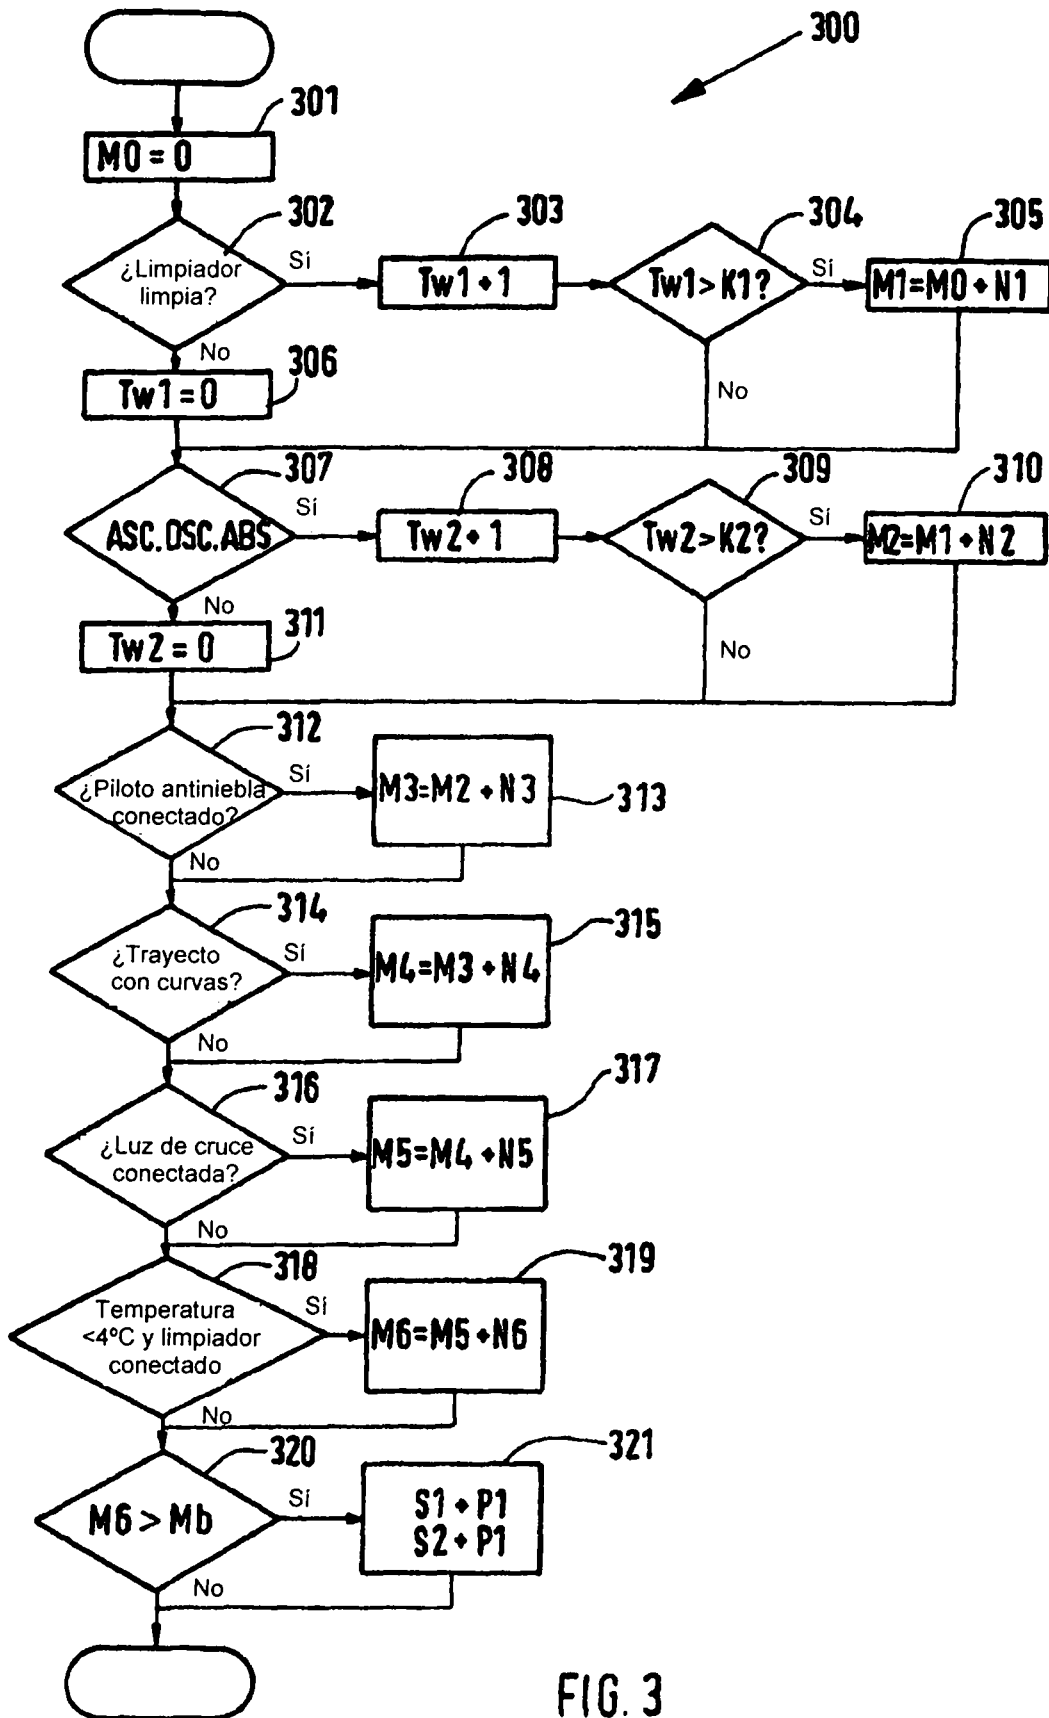 300
301
M0 = 0
302
¿Limpiador
limpia?
Sí
303
Tw1 + 1
304
Tw1 > K1?
Sí
305
M1=M0 + N1
No
306
Tw1 = 0
No
307
ASC.DSC.ABS
Sí
308
Tw2 + 1
309
Tw2 > K2?
Sí
310
M2=M1 + N2
No
311
Tw2 = 0
No
312
¿Piloto antiniebla
conectado?
Sí
M3=M2 + N3
313
No
314
¿Trayecto
con curvas?
Sí
315
M4=M3 + N4
No
316
¿Luz de cruce
conectada?
Sí
317
M5=M4 + N5
No
318
Temperatura
<4ºC y limpiador
conectado
Sí
319
M6=M5 + N6
No
320
M6 > Mb
Sí
321
S1 + P1
S2 + P1
No
FIG. 3